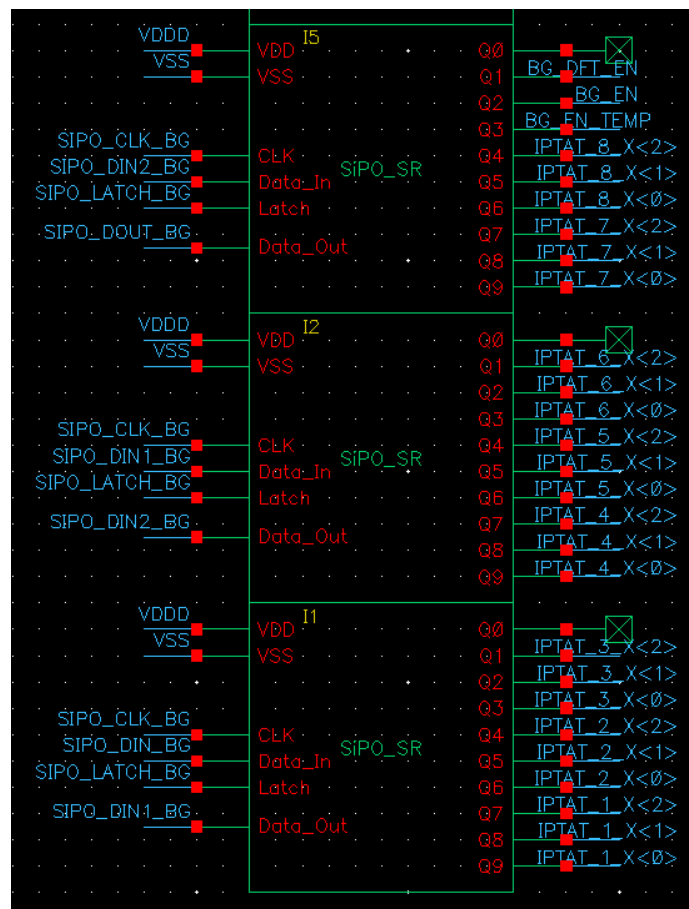 VDDD I5
VDD Q0
VSS BG_DFT_EN
VSS Q1
BG_EN
Q2
BG_EN_TEMP
Q3
SIPO_CLK_BG IPTAT_8_X<2>
CLK Q4
SIPO_DIN2_BG SiPO_SR IPTAT_8_X<1>
Data_In Q5
SIPO_LATCH_BG IPTAT_8_X<0>
Latch Q6
IPTAT_7_X<2>
SIPO_DOUT_BG Q7
Data_Out IPTAT_7_X<1>
Q8
IPTAT_7_X<0>
Q9
VDDD I2
VDD Q0
VSS IPTAT_6_X<2>
VSS Q1
IPTAT_6_X<1>
Q2
IPTAT_6_X<0>
Q3
SIPO_CLK_BG IPTAT_5_X<2>
CLK Q4
SIPO_DIN1_BG SiPO_SR IPTAT_5_X<1>
Data_In Q5
SIPO_LATCH_BG IPTAT_5_X<0>
Latch Q6
IPTAT_4_X<2>
SIPO_DIN2_BG Q7
Data_Out IPTAT_4_X<1>
Q8
IPTAT_4_X<0>
Q9
VDDD I1
VDD Q0
VSS IPTAT_3_X<2>
VSS Q1
IPTAT_3_X<1>
Q2
IPTAT_3_X<0>
Q3
SIPO_CLK_BG IPTAT_2_X<2>
CLK Q4
SIPO_DIN_BG SiPO_SR IPTAT_2_X<1>
Data_In Q5
SIPO_LATCH_BG IPTAT_2_X<0>
Latch Q6
IPTAT_1_X<2>
SIPO_DIN1_BG Q7
Data_Out IPTAT_1_X<1>
Q8
IPTAT_1_X<0>
Q9